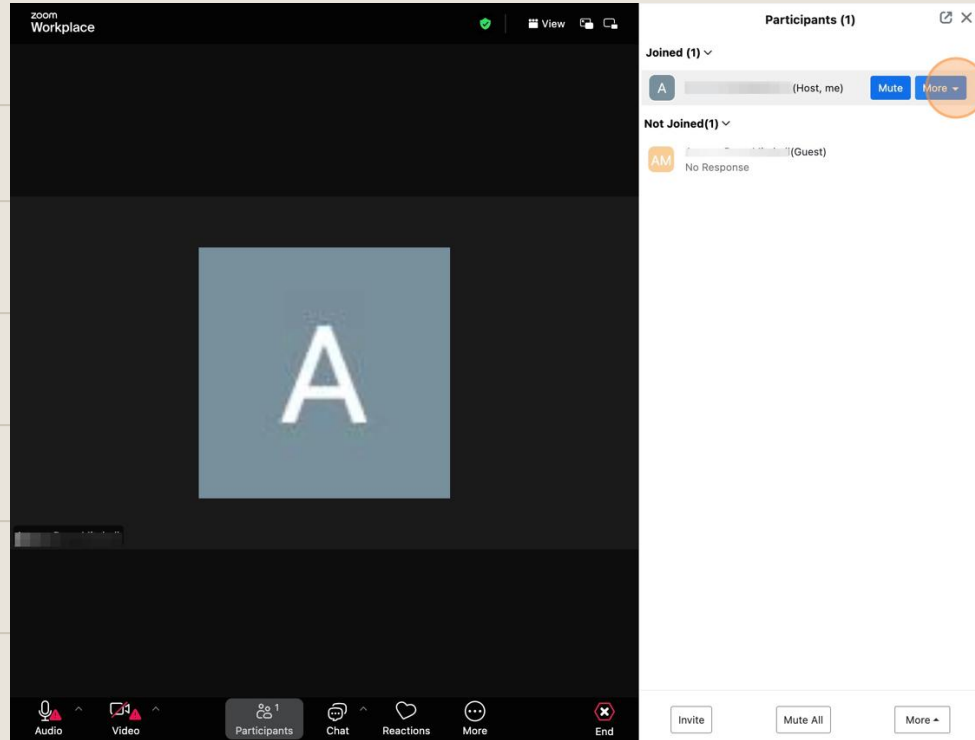 zoom
Workplace
View
Participants (1)
Joined (1)
A
(Host, me)
Mute
More
Not Joined(1)
AM
(Guest)
No Response
A
1
Audio
Video
Participants
Chat
Reactions
More
End
Invite
Mute All
More